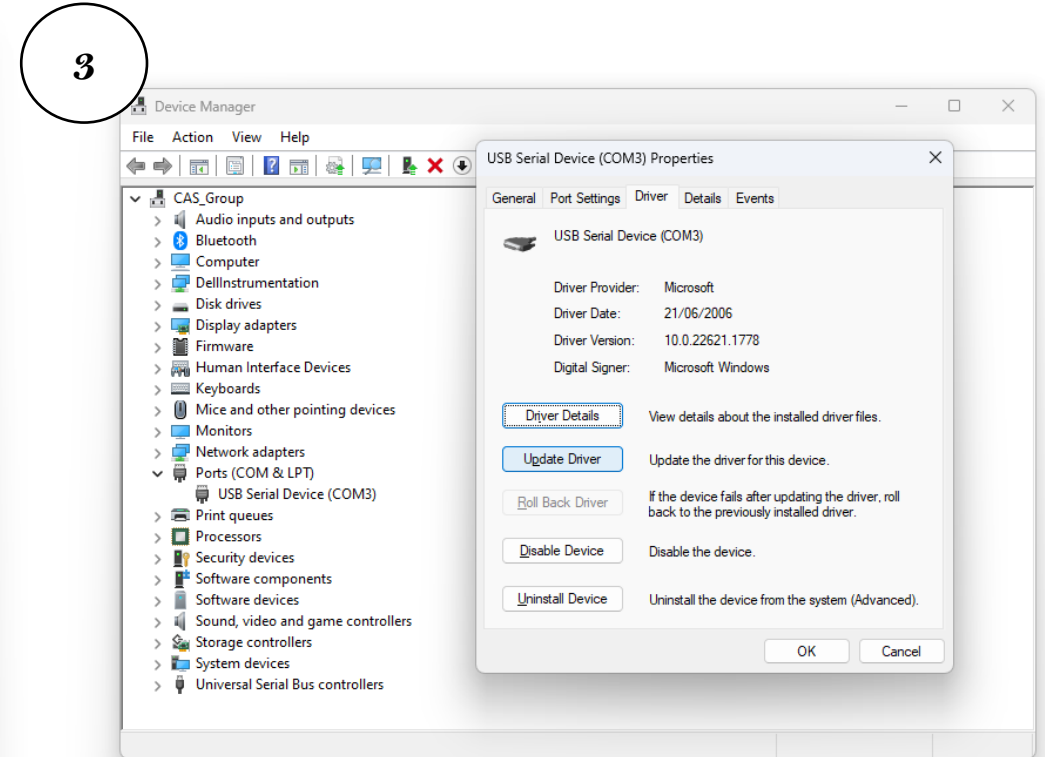 3
Device Manager
File Action View Help
CAS_Group
Audio inputs and outputs
Bluetooth
Computer
DellInstrumentation
Disk drives
Display adapters
Firmware
Human Interface Devices
Keyboards
Mice and other pointing devices
Monitors
Network adapters
Ports (COM & LPT)
USB Serial Device (COM3)
Print queues
Processors
Security devices
Software components
Software devices
Sound, video and game controllers
Storage controllers
System devices
Universal Serial Bus controllers
USB Serial Device (COM3) Properties
General Port Settings Driver Details Events
USB Serial Device (COM3)
Driver Provider: Microsoft
Driver Date: 21/06/2006
Driver Version: 10.0.22621.1778
Digital Signer: Microsoft Windows
Driver Details View details about the installed driver files.
Update Driver Update the driver for this device.
Roll Back Driver If the device fails after updating the driver, roll
back to the previously installed driver.
Disable Device Disable the device.
Uninstall Device Uninstall the device from the system (Advanced).
OK Cancel